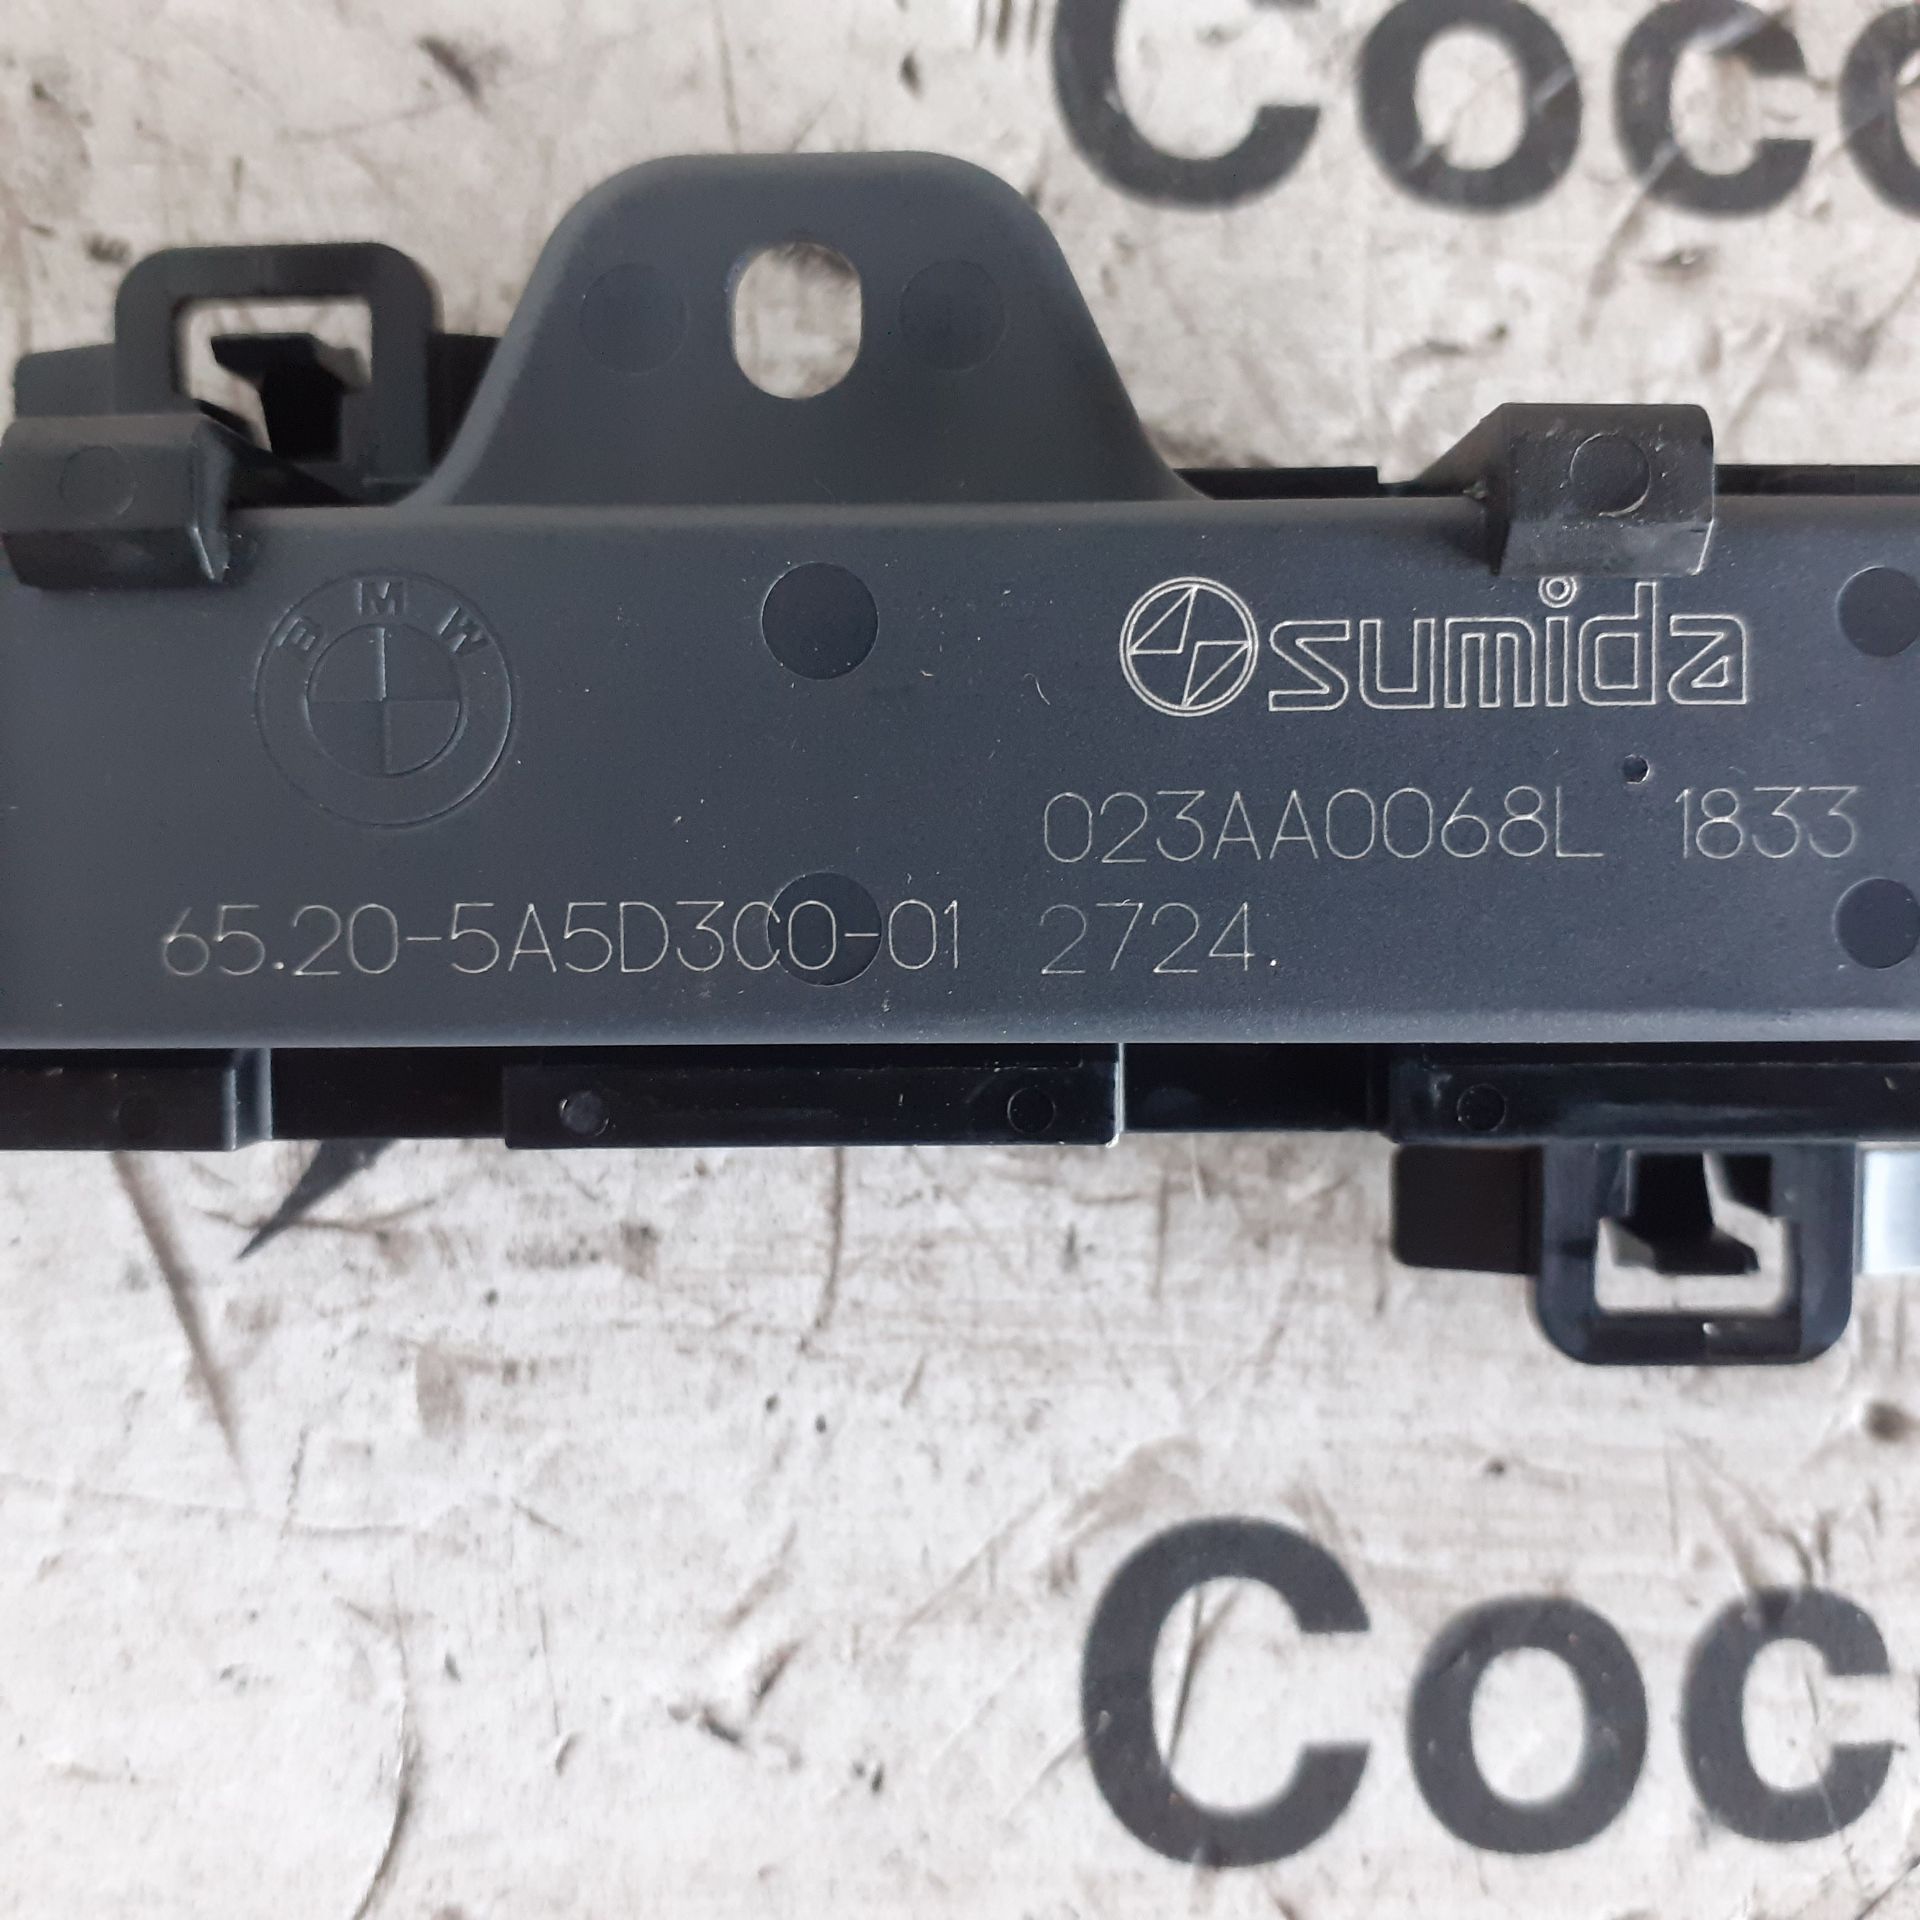 Coco
BMW
sumida
023AA0068L 1833
65.20-5A5D3C0-01 2724.
Coc